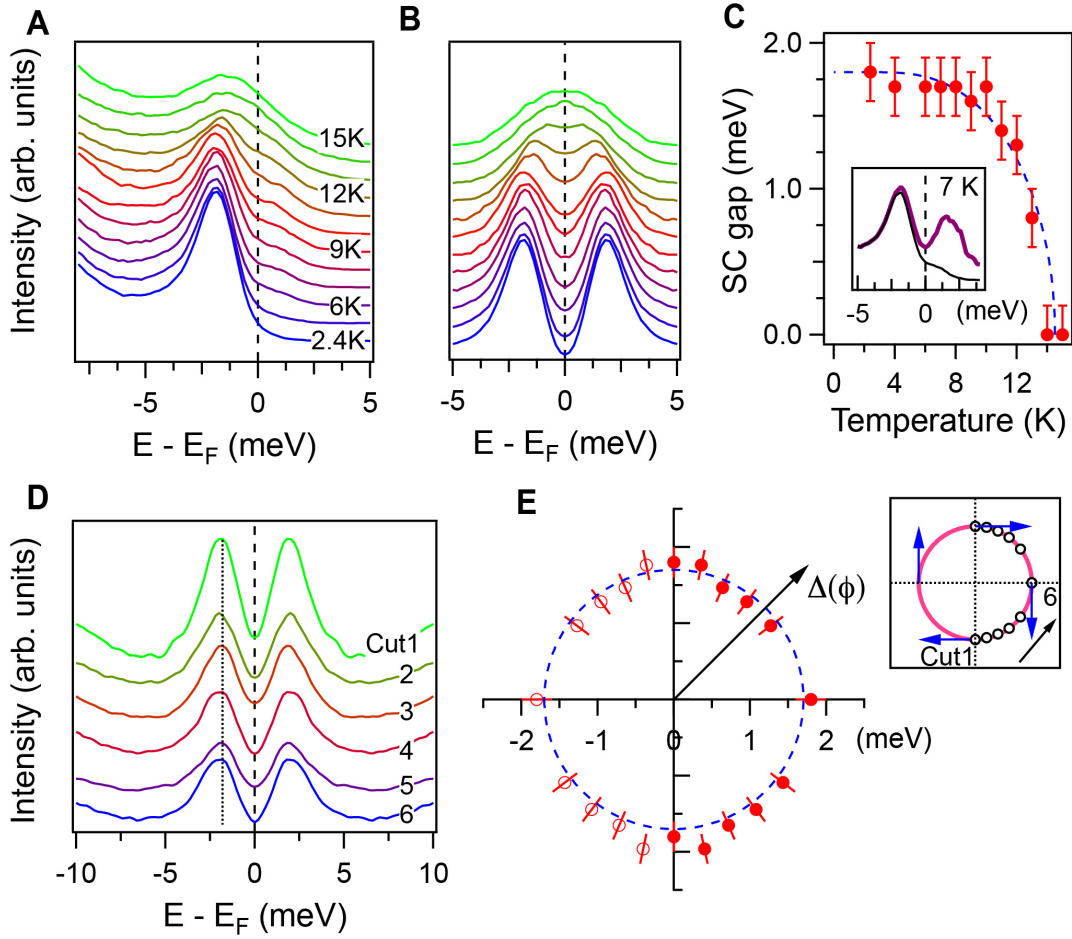 A
Intensity (arb. units)
15K
12K
9K
6K
2.4K
-5
0
5
E - EF (meV)
B
-5
0
5
E - EF (meV)
C
SC gap (meV)
2.0
1.0
0.0
7 K
-5
0
(meV)
0
4
8
12
Temperature (K)
D
Intensity (arb. units)
Cut1
2
3
4
5
6
-10
-5
0
5
10
E - EF (meV)
E
Δ(ϕ)
-2
-1
0
1
2
(meV)
6
Cut1